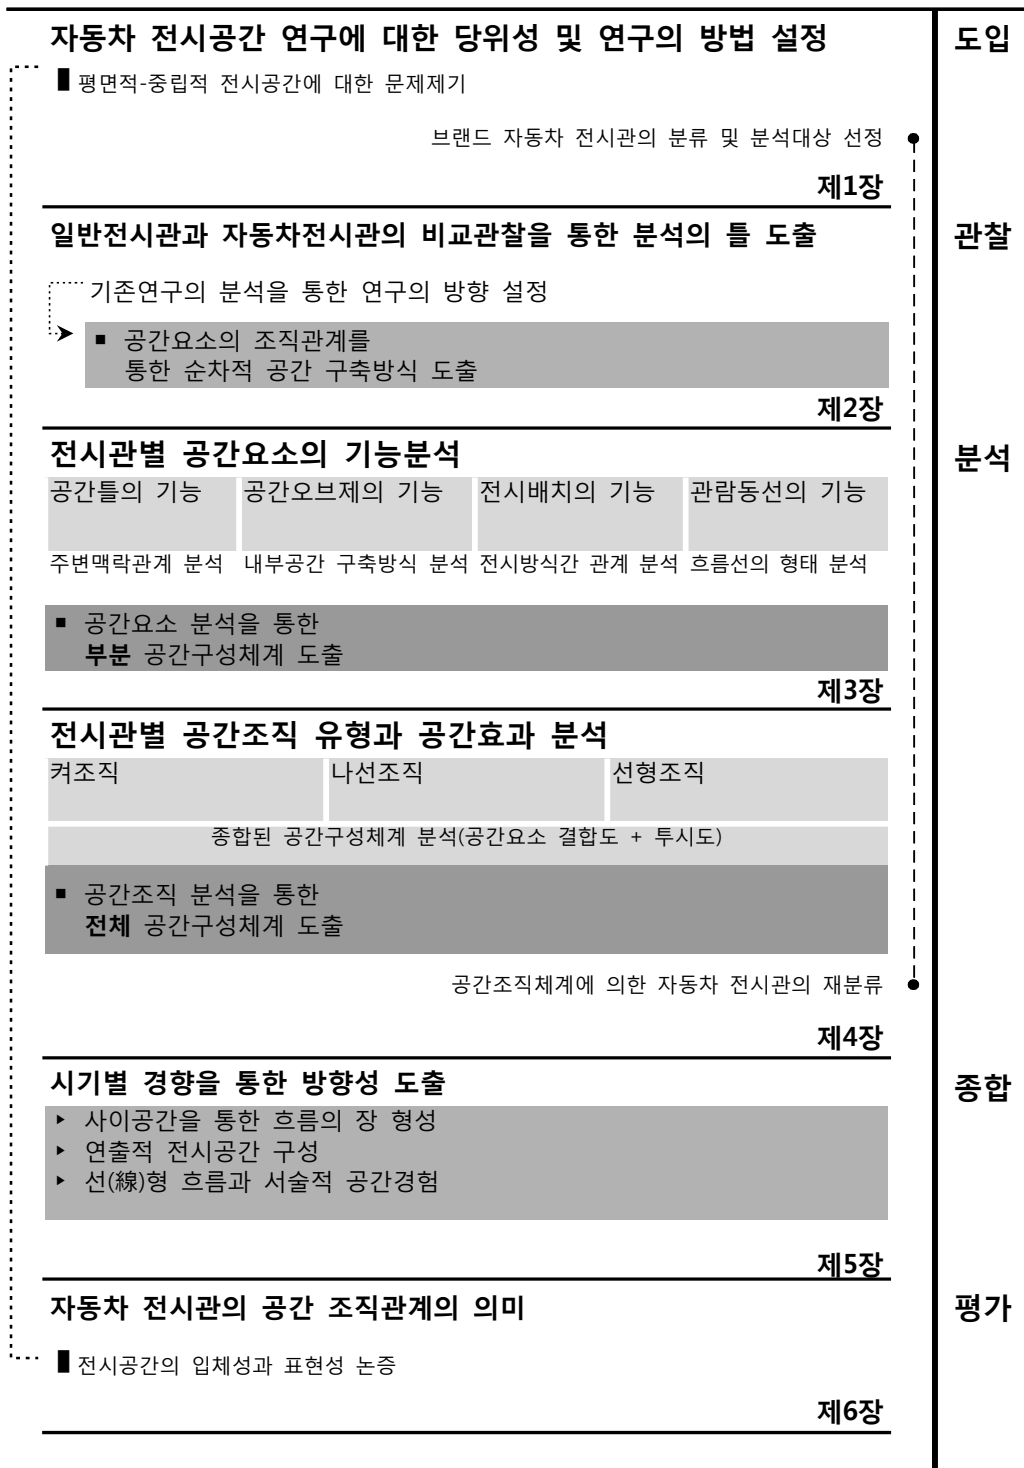 자동차 전시공간 연구에 대한 당위성 및 연구의 방법 설정
도입
평면적-중립적 전시공간에 대한 문제제기
브랜드 자동차 전시관의 분류 및 분석대상 선정
제1장
일반전시관과 자동차전시관의 비교관찰을 통한 분석의 틀 도출
관찰
기존연구의 분석을 통한 연구의 방향 설정
▪ 공간요소의 조직관계를
통한 순차적 공간 구축방식 도출
제2장
전시관별 공간요소의 기능분석
분석
공간틀의 기능 공간오브제의 기능 전시배치의 기능 관람동선의 기능
주변맥락관계 분석 내부공간 구축방식 분석 전시방식간 관계 분석 흐름선의 형태 분석
▪ 공간요소 분석을 통한
부분 공간구성체계 도출
제3장
전시관별 공간조직 유형과 공간효과 분석
켜조직 나선조직 선형조직
종합된 공간구성체계 분석(공간요소 결합도 + 투시도)
▪ 공간조직 분석을 통한
전체 공간구성체계 도출
공간조직체계에 의한 자동차 전시관의 재분류
제4장
시기별 경향을 통한 방향성 도출
종합
‣ 사이공간을 통한 흐름의 장 형성
‣ 연출적 전시공간 구성
‣ 선(線)형 흐름과 서술적 공간경험
제5장
자동차 전시관의 공간 조직관계의 의미
평가
전시공간의 입체성과 표현성 논증
제6장